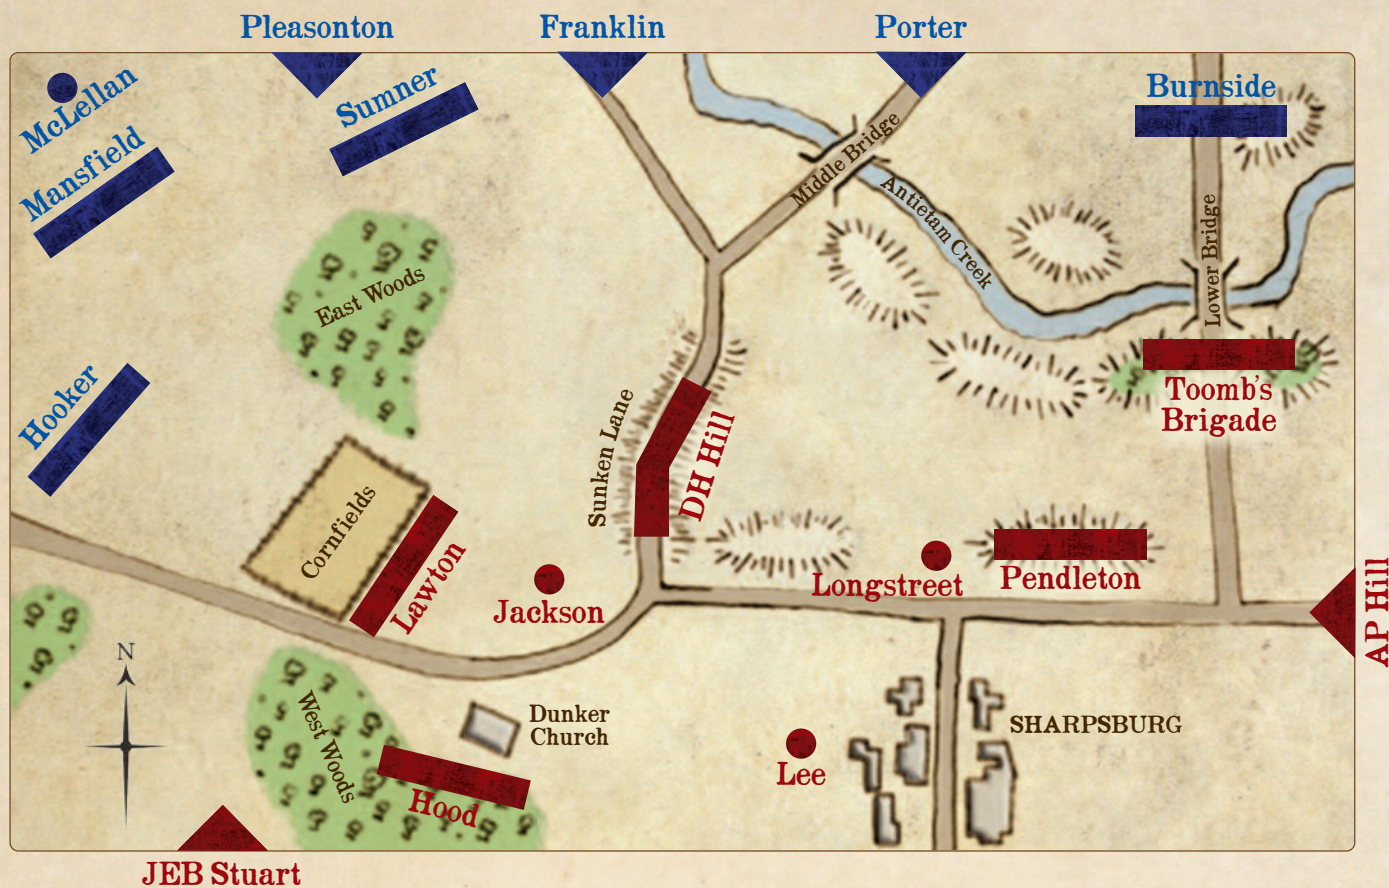 Pleasonton
Franklin
Porter
McLellan
Sumner
Burnside
Mansfield
Middle Bridge
Antietam Creek
Lower Bridge
East Woods
Hooker
Toomb's
Brigade
Sunken Lane
DH Hill
Cornfields
Lawton
Jackson
Longstreet
Pendleton
AP Hill
N
West Woods
Dunker
Church
SHARPSBURG
Lee
Hood
JEB Stuart